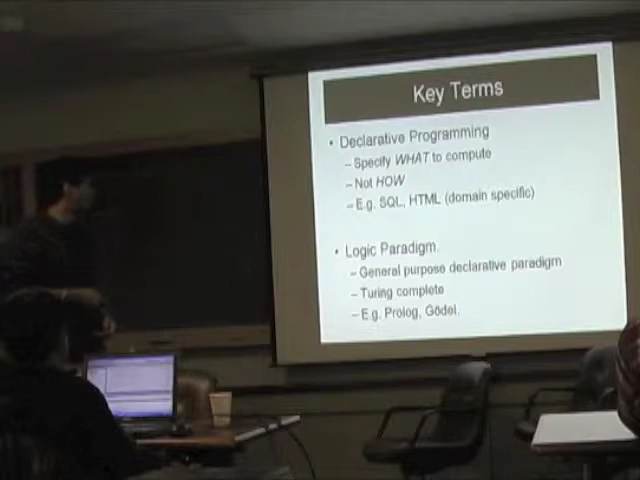 Key Terms
• Declarative Programming
– Specify WHAT to compute
– Not HOW
– E.g. SQL, HTML (domain specific)
• Logic Paradigm.
– General purpose declarative paradigm
– Turing complete
– E.g. Prolog, Gödel.